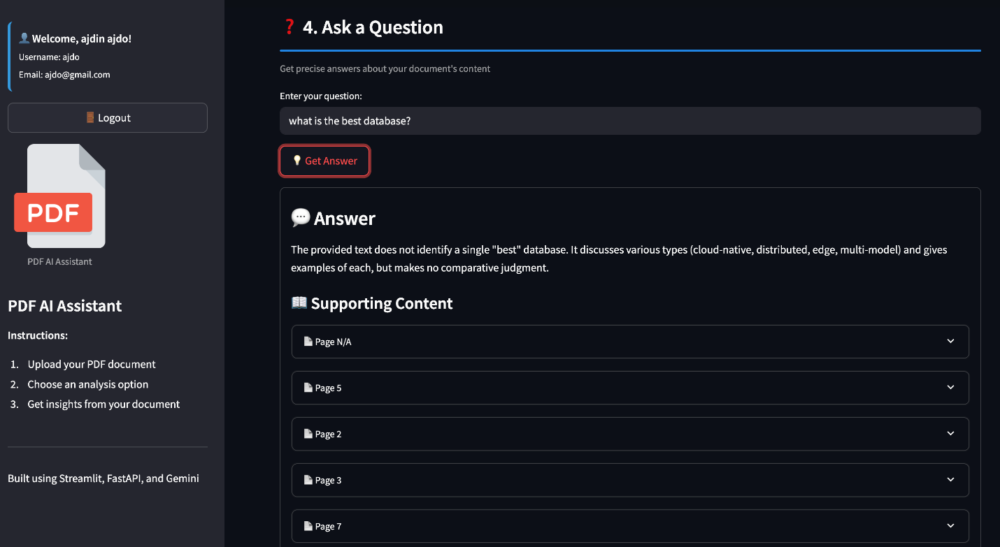 Welcome, ajdin ajdo!
Username: ajdo
Email: ajdo@gmail.com
Logout
PDF
PDF AI Assistant
PDF AI Assistant
Instructions:
1. Upload your PDF document
2. Choose an analysis option
3. Get insights from your document
Built using Streamlit, FastAPI, and Gemini
❓ 4. Ask a Question
Get precise answers about your document's content
Enter your question:
what is the best database?
Get Answer
Answer
The provided text does not identify a single "best" database. It discusses various types (cloud-native, distributed, edge, multi-model) and gives
examples of each, but makes no comparative judgment.
Supporting Content
Page N/A
Page 5
Page 2
Page 3
Page 7